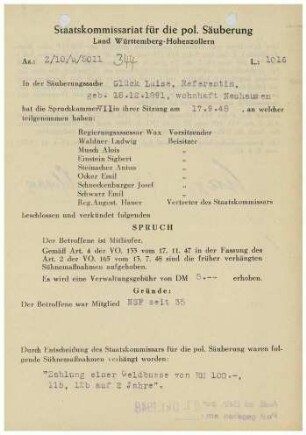 Staatskommissariat für die pol. Säuberung
Land Württemberg-Hohenzollern
Az.: 2/10/W/5011 L.: 1016
In der Säuberungssache Glück Luise, Referentin,
geb. 18.12.1891, wohnhaft Neuhausen
hat die Spruchkammer VII in ihrer Sitzung am 17.9.48 , an welcher
teilgenommen haben:
Regierungsassessor Wax Vorsitzender
Waldner Ludwig Beisitzer
Munch Alois „
Einstein Sigbert „
Steinacher Anton „
Ocker Emil „
Schneckenburger Josef „
Schwarz Emil „
Reg.August Hauer Vertreter des Staatskommissars
beschlossen und verkündet folgenden
SPRUCH
Der Betroffene ist Mitläufer.
Gemäß Art. 4 der VO. 133 vom 17. 11. 47 in der Fassung des
Art. 2 der VO. 165 vom 13. 7. 48 sind die früher verhängten
Sühnemaßnahmen aufgehoben.
Es wird eine Verwaltungsgebühr von DM 5.-- erhoben.
Gründe:
Der Betroffene war Mitglied NSF seit 35
Durch Entscheidung des Staatskommissars für die pol. Säuberung waren fol-
gende Sühnemaßnahmen verhängt worden:
"Zahlung einer Geldbusse von RM 100.-,
11b, 12b auf 2 Jahre".